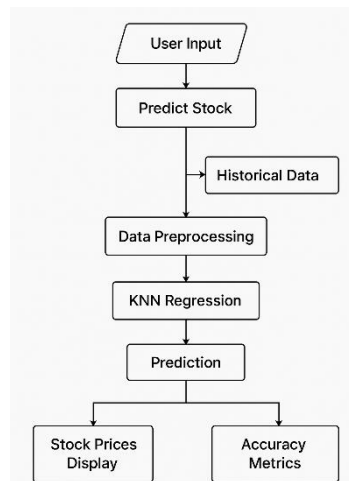 User Input
Predict Stock
Historical Data
Data Preprocessing
KNN Regression
Prediction
Stock Prices
Display
Accuracy
Metrics